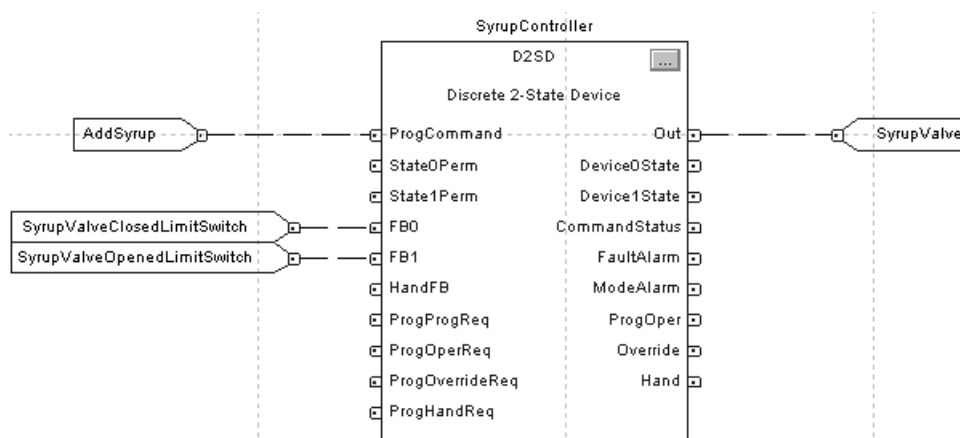 SyrupController
D2SD
...
Discrete 2-State Device
AddSyrup
ProgCommand
Out
SyrupValve
State0Perm
Device0State
State1Perm
Device1State
SyrupValveClosedLimitSwitch
FB0
CommandStatus
SyrupValveOpenedLimitSwitch
FB1
FaultAlarm
HandFB
ModeAlarm
ProgProgReq
ProgOper
ProgOperReq
Override
ProgOverrideReq
Hand
ProgHandReq